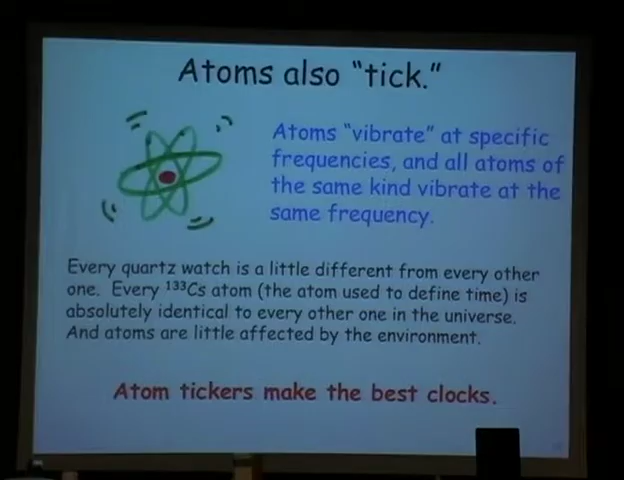 Atoms also “tick.”
Atoms “vibrate” at specific
frequencies, and all atoms of
the same kind vibrate at the
same frequency.
Every quartz watch is a little different from every other
one. Every ¹³³Cs atom (the atom used to define time) is
absolutely identical to every other one in the universe.
And atoms are little affected by the environment.
Atom tickers make the best clocks.